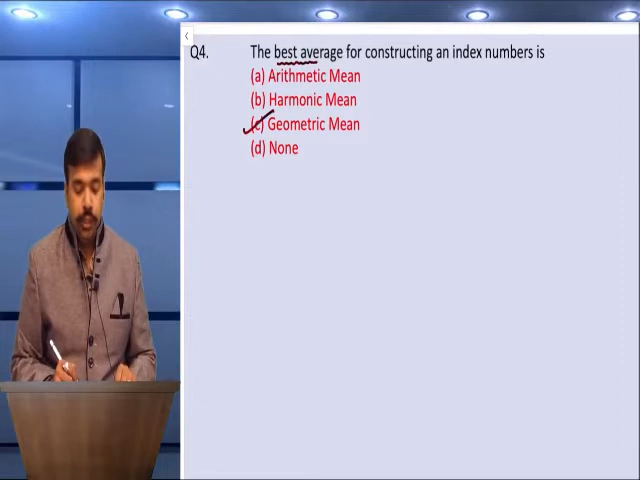 Q4. The best average for constructing an index numbers is
(a) Arithmetic Mean
(b) Harmonic Mean
(c) Geometric Mean
(d) None